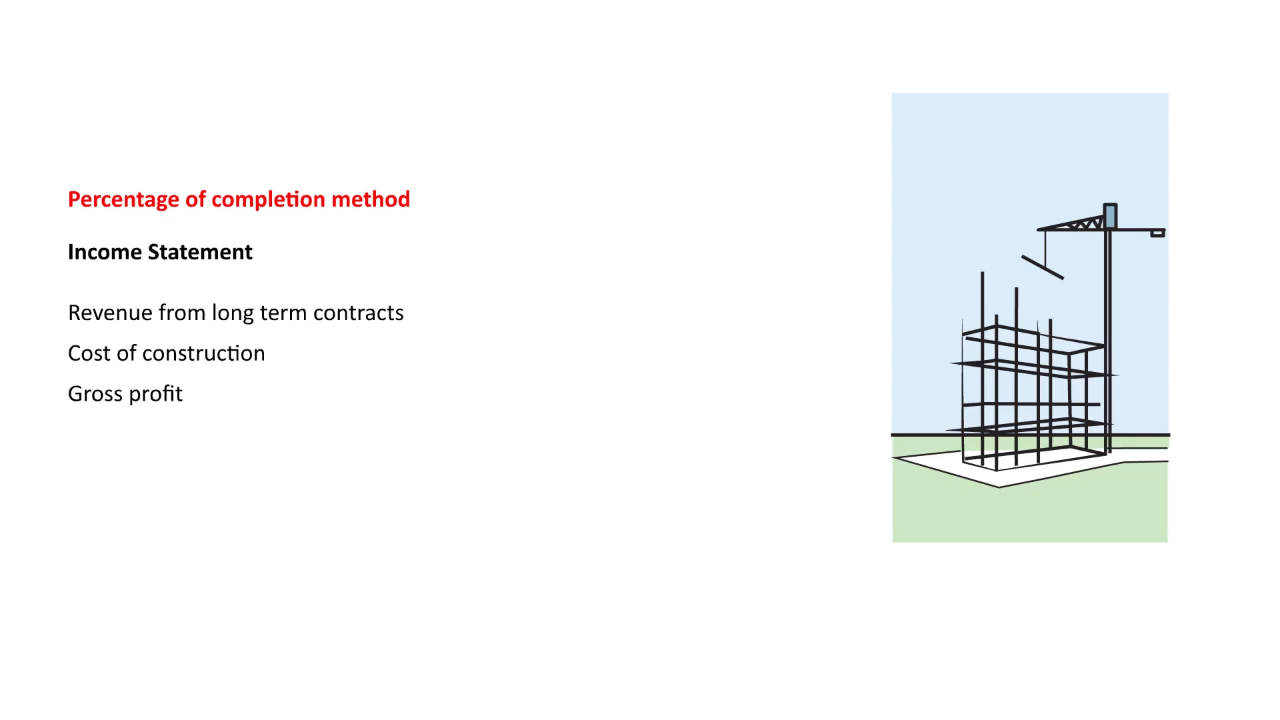 Percentage of completion method
Income Statement
Revenue from long term contracts
Cost of construction
Gross profit